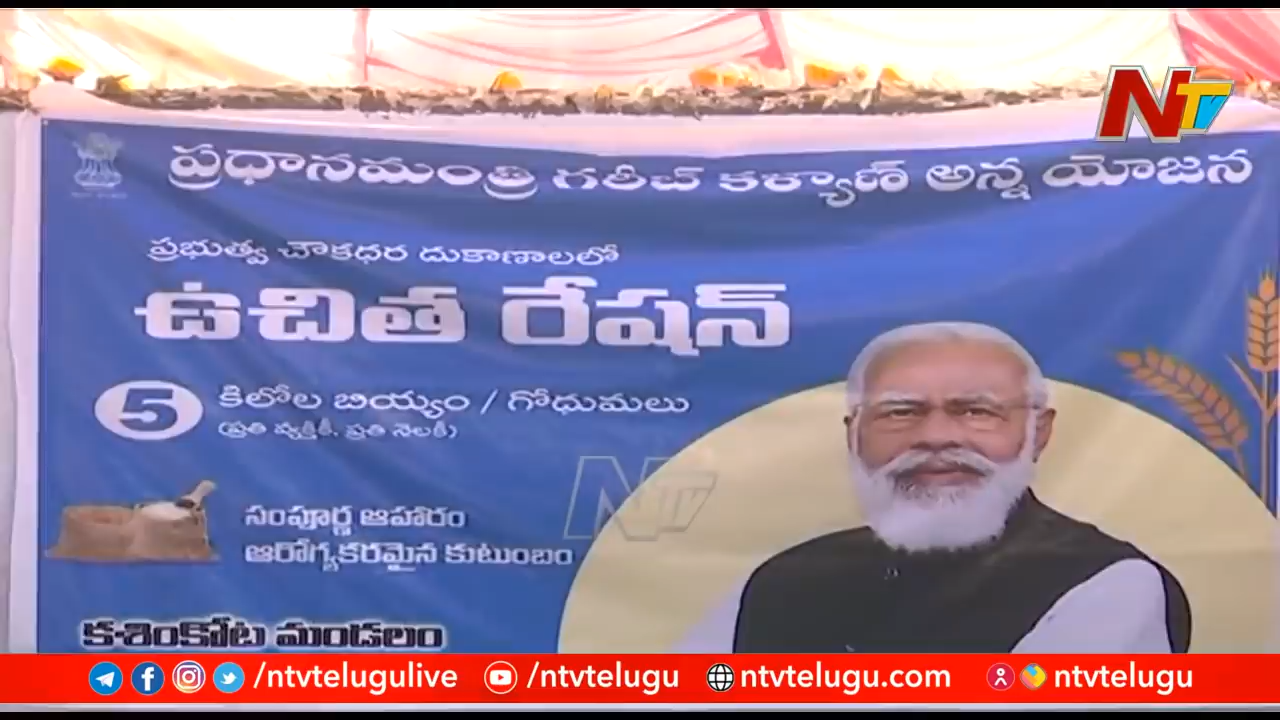 NTV
ప్రధానమంత్రి గరీబ్ కళ్యాణ్ అన్న యోజన
ప్రభుత్వ చౌకధర దుకాణాలలో
ఉచిత రేషన్
5 కిలోల బియ్యం / గోధుమలు
(ప్రతి వ్యక్తికీ, ప్రతి నెలకీ)
NTV
సంపూర్ణ ఆహారం
ఆరోగ్యకరమైన కుటుంబం
కశింకోట మండలం
/ntvtelugulive /ntvtelugu ntvtelugu.com ntvtelugu